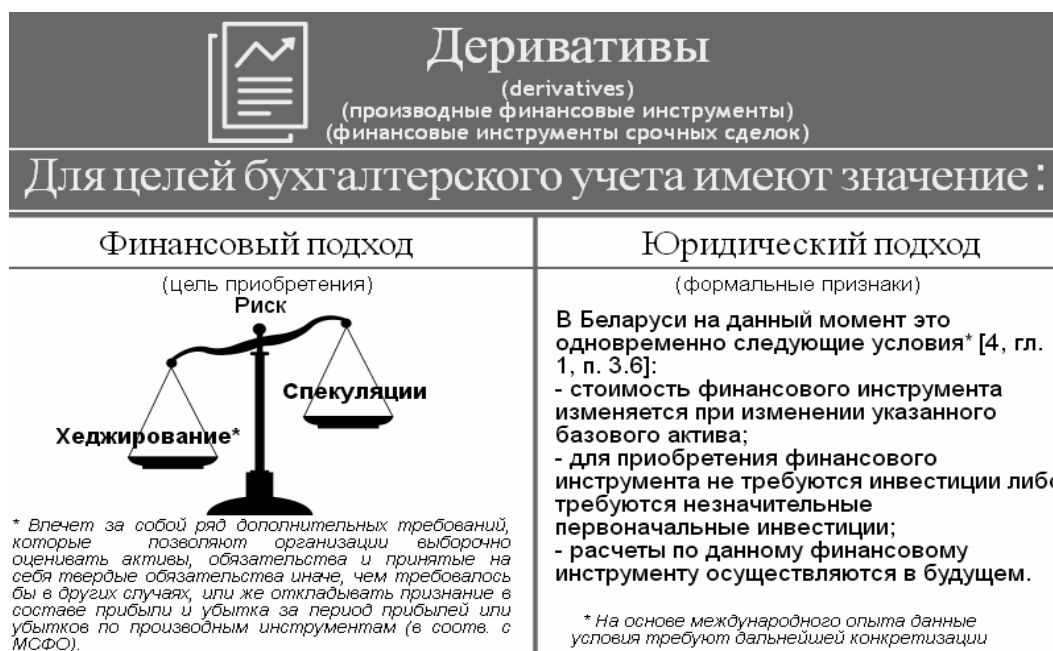 Деривативы
(derivatives)
(производные финансовые инструменты)
(финансовые инструменты срочных сделок)
Для целей бухгалтерского учета имеют значение:
Финансовый подход
(цель приобретения)
Риск
Спекуляции
Хеджирование*
* Влечет за собой ряд дополнительных требований,
которые позволяют организации выборочно
оценивать активы, обязательства и принятые на
себя твердые обязательства иначе, чем требовалось
бы в других случаях, или же откладывать признание в
составе прибыли и убытка за период прибылей или
убытков по производным инструментам (в соотв. с
МСФО).
Юридический подход
(формальные признаки)
В Беларуси на данный момент это
одновременно следующие условия* [4, гл.
1, п. 3.6]:
- стоимость финансового инструмента
изменяется при изменении указанного
базового актива;
- для приобретения финансового
инструмента не требуются инвестиции либо
требуются незначительные
первоначальные инвестиции;
- расчеты по данному финансовому
инструменту осуществляются в будущем.
* На основе международного опыта данные
условия требуют дальнейшей конкретизации